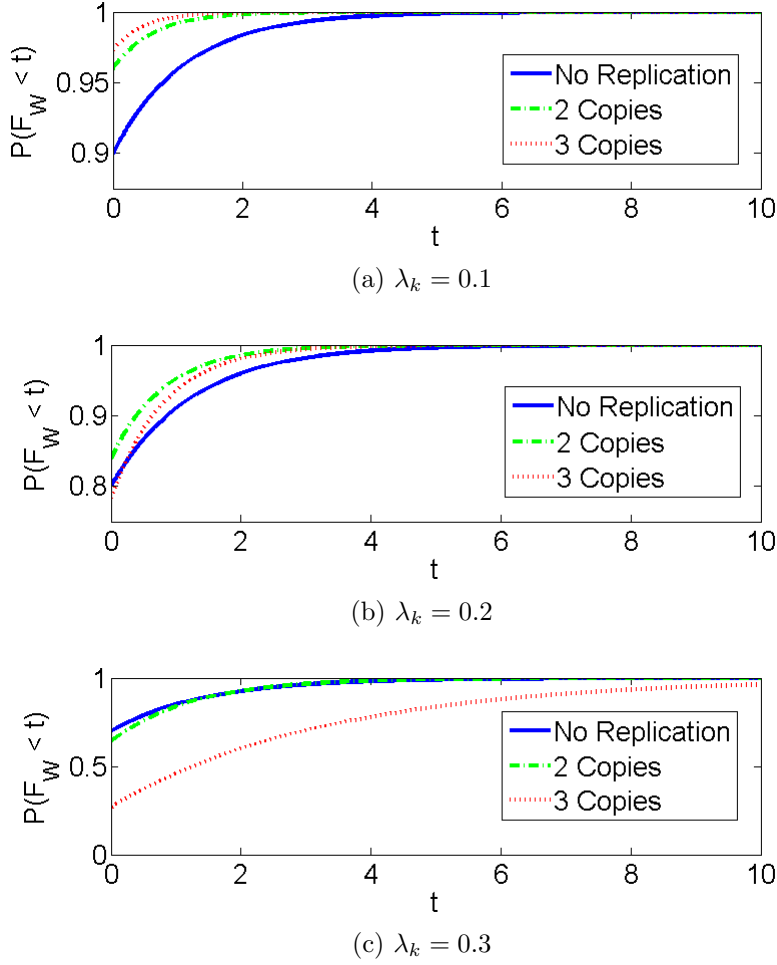 1
0.95
0.9
P(F_W < t)
No Replication
2 Copies
3 Copies
0 2 4 6 8 10
t
(a) λ_k = 0.1
1
0.9
0.8
P(F_W < t)
No Replication
2 Copies
3 Copies
0 2 4 6 8 10
t
(b) λ_k = 0.2
1
0.5
0
P(F_W < t)
No Replication
2 Copies
3 Copies
0 2 4 6 8 10
t
(c) λ_k = 0.3